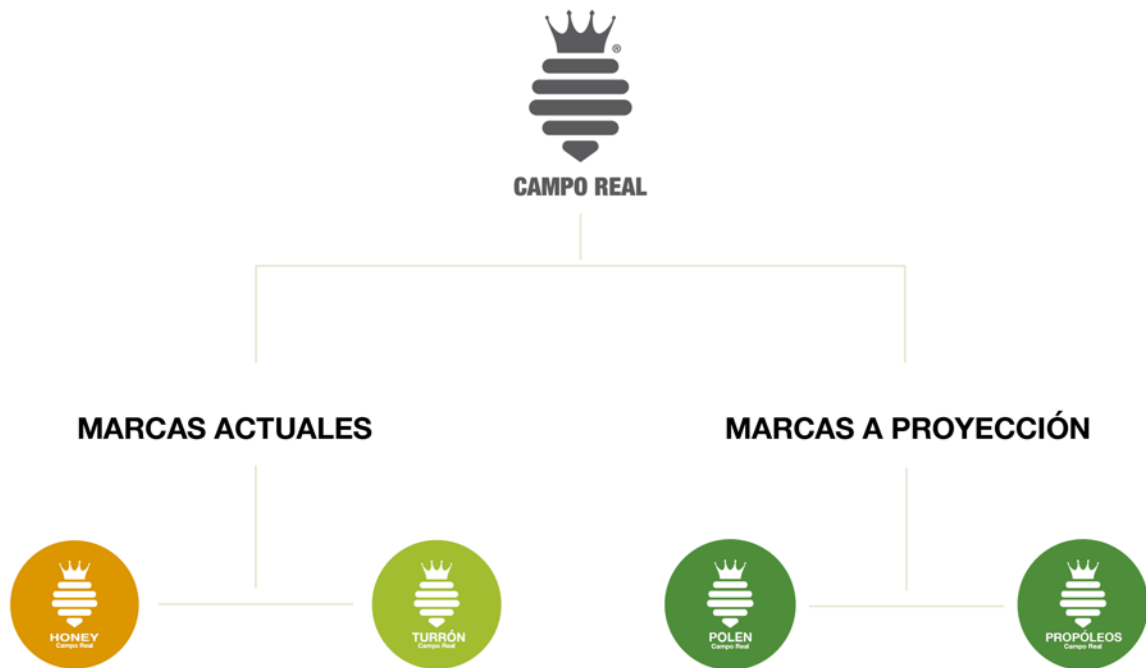 ®
CAMPO REAL
MARCAS ACTUALES
MARCAS A PROYECCIÓN
HONEY
Campo Real
TURRÓN
Campo Real
POLEN
Campo Real
PROPÓLEOS
Campo Real